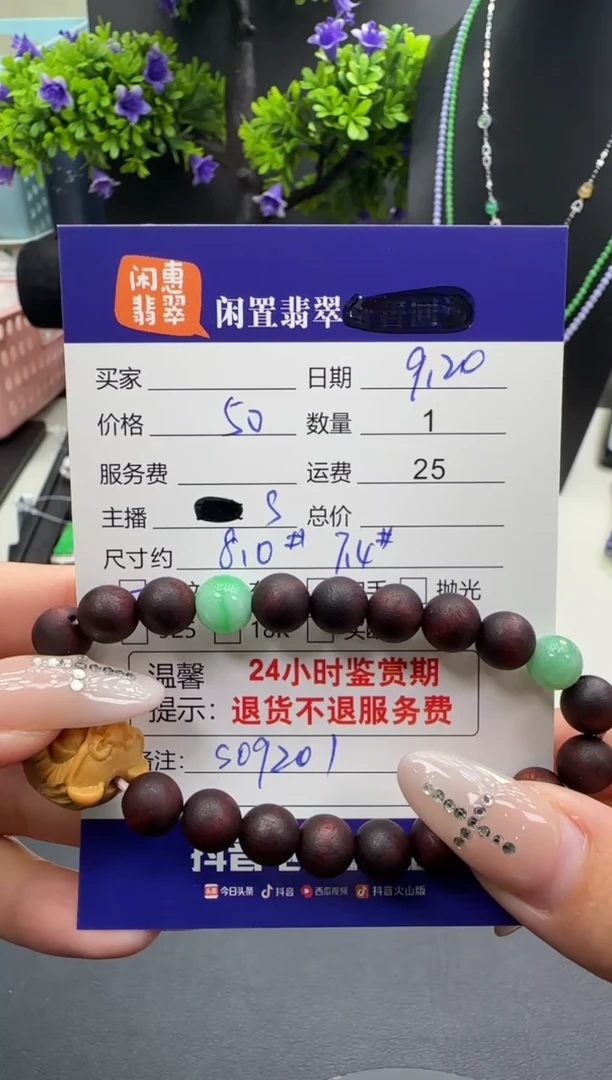 闲惠
翡翠
闲置翡翠
买家 日期 9.20
价格 50 数量 1
服务费 运费 25
主播 S 总价
尺寸约 8.0# 7.4#
抛光
925 18K
温馨 24小时鉴赏期
提示: 退货不退服务费
备注: S09201
抖音
今日头条 抖音 西瓜视频 抖音火山版